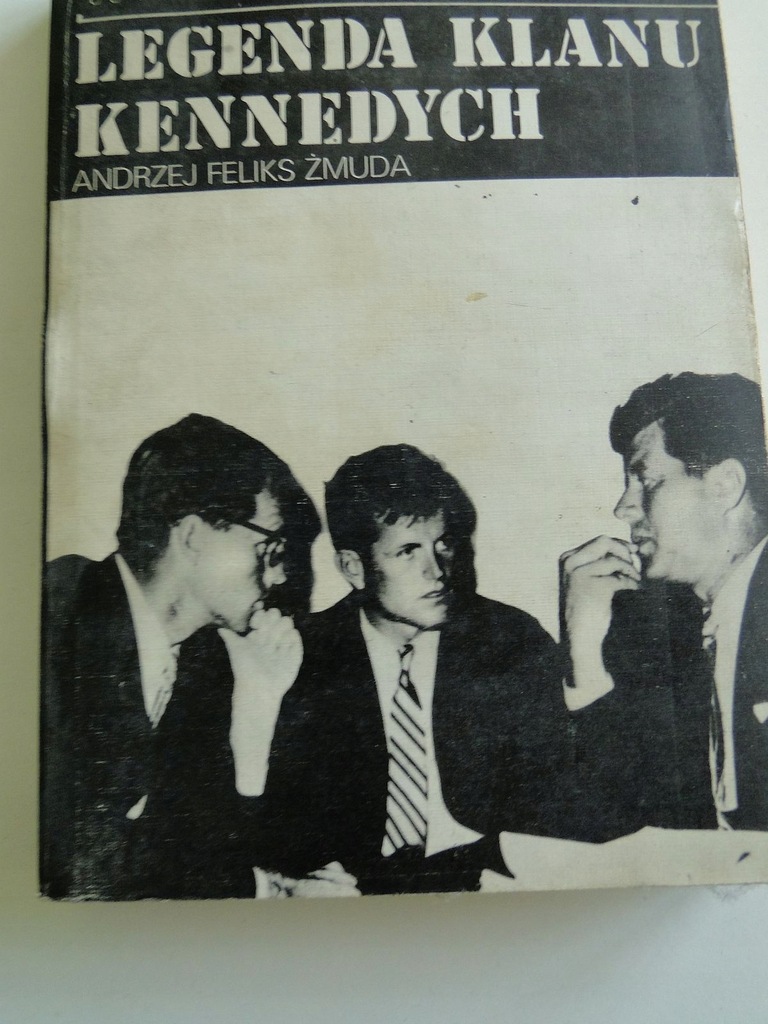 LEGENDA KLANU
KENNEDYCH
ANDRZEJ FELIKS ŻMUDA